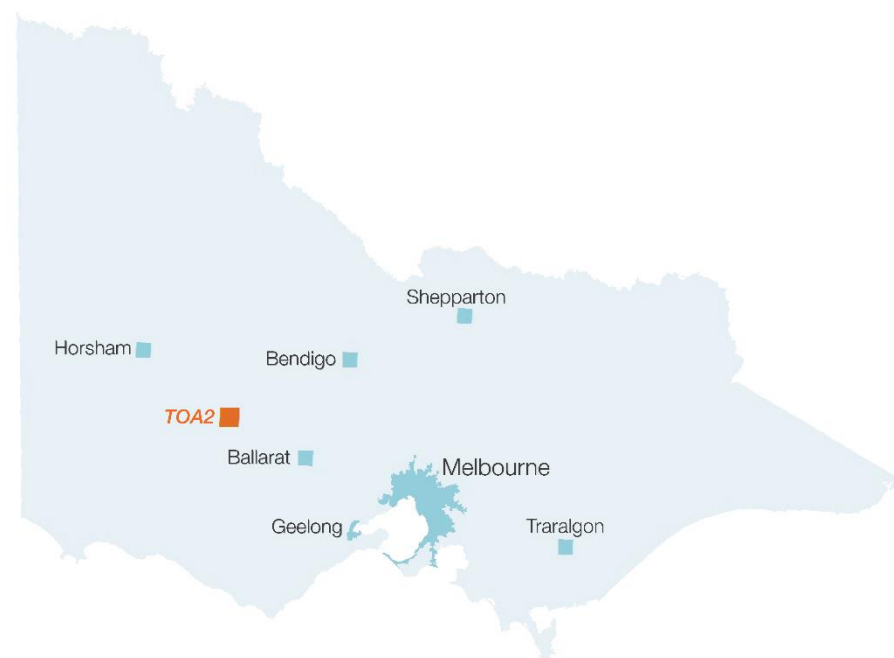 Shepparton
Horsham
Bendigo
TOA2
Ballarat
Melbourne
Geelong
Traralgon